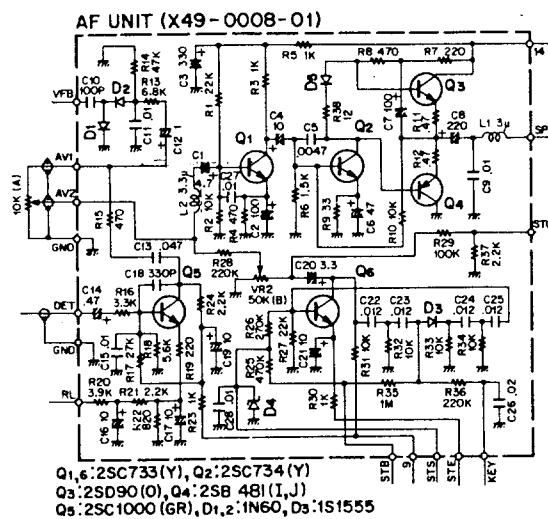 AF UNIT (X49-0008-01)
C10
100P
D2
R14
47K
R13
6.8K
C3 330
R5 1K
R8 470
R7 220
14
VFB
D1
C11 .01
C12 1
R1 22K
R3 1K
C4
10
D5
R38
12
C7 100
Q3
R11
.47
C8
220
L1 3μ
SP
AV1
AV2
10K(A)
GND
R15
470
C1
L2 3.3μ
Q1
C5
.0047
Q2
R12
.47
C9 .01
R2 10K
C27
.01
R4 470
C2 100
R6 1.5K
R9 33
C6 47
R10 10K
Q4
C13 .047
R28
220K
VR2
50K(B)
C20 3.3
R29
100K
R37
2.2K
C18 330P
Q5
R24
2.2K
Q6
C22
.012
C23
.012
D3
C24
.012
C25
.012
DET
C14
.47
R16
3.3K
GND
C15 .01
R17 27K
R18
5.6K
R19 220
C19 10
R26
270K
R27 22K
R25
470K
C21 10
R31 10K
R32
10K
R33
10K
R34
10K
RL
R20
3.9K
R21 2.2K
C16 10
R22
820
C17 10
R23 1K
C28 .01
D4
R30
1K
R35
1M
R36
220K
C26 .02
STB
9
STS
STE
KEY
Q1,6:2SC733(Y), Q2:2SC734(Y)
Q3:2SD90(O), Q4:2SB 481(I,J)
Q5:2SC1000(GR), D1,2:1N60, D3:1S1555